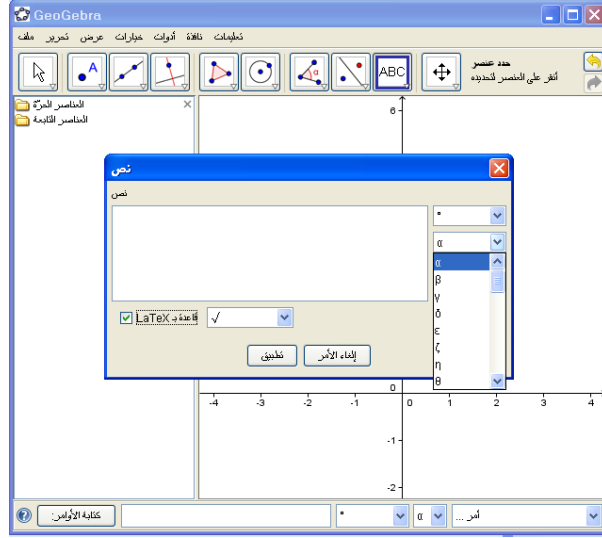 GeoGebra
ملف تحرير عرض خيارات أدوات نافذة تعليمات
A
α
ABC
حدد عنصر
أنقر على العنصر لتحديده
العناصر الحرّة
العناصر التابعة
نص
نص
°
α
α
β
γ
δ
ε
ζ
η
θ
قاعدة بـ LaTeX
√
تطبيق
إلغاء الأمر
6
0
-4 -3 -2 -1 0 1 2 3 4
-1
-2
كتابة الأوامر:
°
α
أمر ...